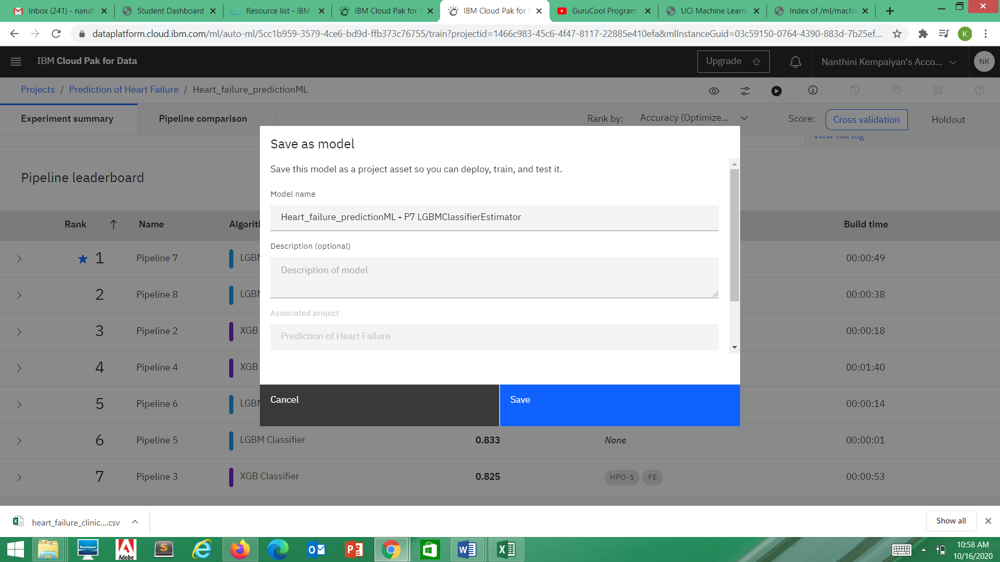 Inbox (241) - nandh
Student Dashboard
Resource list - IBM
IBM Cloud Pak for D
IBM Cloud Pak for D
GuruCool Program
UCI Machine Learni
Index of /ml/machi
dataplatform.cloud.ibm.com/ml/auto-ml/5cc1b959-3579-4ce6-bd9d-ffb373c76755/train?projectid=1466c983-45c6-4f47-8117-22885e410efa&mlInstanceGuid=03c59150-0764-4390-883d-7b25ef...
K
IBM Cloud Pak for Data
Upgrade
Nanthini Kempaiyan's Acco...
NK
Projects / Prediction of Heart Failure / Heart_failure_predictionML
Experiment summary
Pipeline comparison
Rank by: Accuracy (Optimize...
Score: Cross validation Holdout
View full log
Save as model
Save this model as a project asset so you can deploy, train, and test it.
Model name
Heart_failure_predictionML - P7 LGBMClassifierEstimator
Description (optional)
Description of model
Associated project
Prediction of Heart Failure
Cancel
Save
Pipeline leaderboard
Rank Name Algorit Build time
1 Pipeline 7 LGBM 00:00:49
2 Pipeline 8 LGBM 00:00:38
3 Pipeline 2 XGB 00:00:18
4 Pipeline 4 XGB 00:01:40
5 Pipeline 6 LGBM 00:00:14
6 Pipeline 5 LGBM Classifier 0.833 None 00:00:01
7 Pipeline 3 XGB Classifier 0.825 HPO-1 FE 00:00:53
heart_failure_clinic....csv
Show all
lenovo
Adobe
10:58 AM
10/16/2020